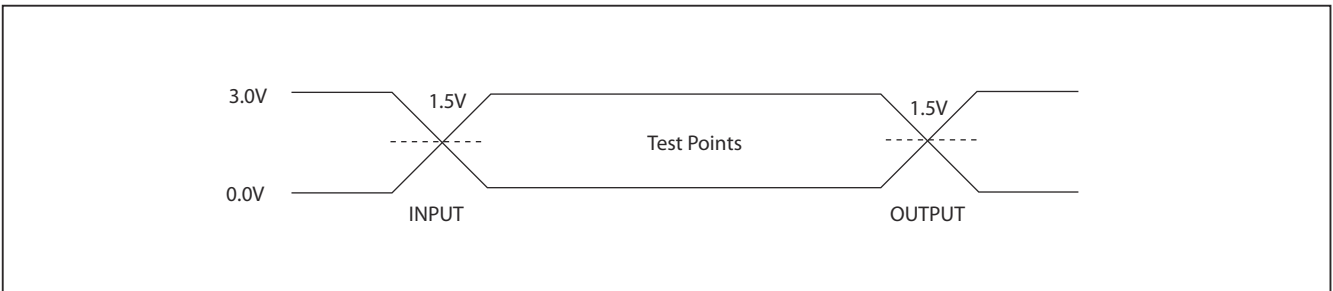 3.0V
1.5V
1.5V
Test Points
0.0V
INPUT
OUTPUT